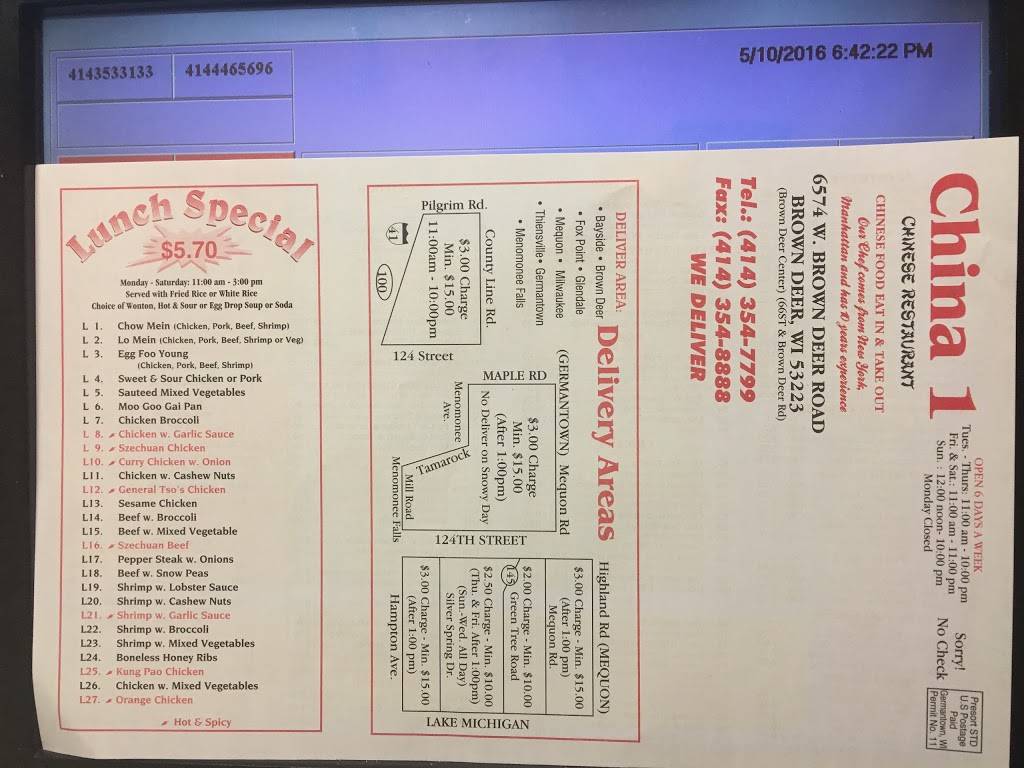 4143533133 4144465696
5/10/2016 6:42:22 PM
China 1
CHINESE RESTAURANT
CHINESE FOOD EAT IN & TAKE OUT
Our Chef comes from New York,
Manhattan and has 10 years experience
6574 W. BROWN DEER ROAD
BROWN DEER, WI 53223
(Brown Deer Center) (66ST & Brown Deer Rd)
Tel.: (414) 354-7799
Fax: (414) 354-8888
WE DELIVER
OPEN 6 DAYS A WEEK
Tues. - Thurs: 11:00 am - 10:00 pm
Fri. & Sat.: 11:00 am - 11:00 pm
Sun. : 12:00 noon- 10:00 pm
Monday Closed
Sorry!
No Check
Presort STD
U.S Postage
Paid
Germantown, WI
Permit No. 11
DELIVER AREA:
• Bayside • Brown Deer
• Fox Point • Glendale
• Mequon • Milwaukee
• Thiensville • Germantown
• Menomonee Falls
Delivery Areas
Pilgrim Rd.
County Line Rd.
$3.00 Charge
Min. $15.00
11:00am - 10:00pm
41
100
124 Street
(GERMANTOWN) Mequon Rd
MAPLE RD
$3.00 Charge
Min. $15.00
(After 1:00pm)
No Deliver on Snowy Day
Menomonee
Ave.
Tamarock
Mill Road
Menomonee Falls
124TH STREET
Highland Rd (MEQUON)
$3.00 Charge - Min. $15.00
(After 1:00 pm)
Mequon Rd.
$2.00 Charge - Min. $10.00
145 Green Tree Road
$2.50 Charge - Min. $10.00
(Thu. & Fri. After 1:00pm)
(Sun.-Wed. All Day)
Silver Spring Dr.
$3.00 Charge - Min. $15.00
(After 1:00 pm)
Hampton Ave.
LAKE MICHIGAN
Lunch Special
$5.70
Monday - Saturday: 11:00 am - 3:00 pm
Served with Fried Rice or White Rice
Choice of Wonton, Hot & Sour or Egg Drop Soup or Soda
L 1. Chow Mein (Chicken, Pork, Beef, Shrimp)
L 2. Lo Mein (Chicken, Pork, Beef, Shrimp or Veg)
L 3. Egg Foo Young
(Chicken, Pork, Beef, Shrimp)
L 4. Sweet & Sour Chicken or Pork
L 5. Sauteed Mixed Vegetables
L 6. Moo Goo Gai Pan
L 7. Chicken Broccoli
L 8. Chicken w. Garlic Sauce
L 9. Szechuan Chicken
L10. Curry Chicken w. Onion
L11. Chicken w. Cashew Nuts
L12. General Tso's Chicken
L13. Sesame Chicken
L14. Beef w. Broccoli
L15. Beef w. Mixed Vegetable
L16. Szechuan Beef
L17. Pepper Steak w. Onions
L18. Beef w. Snow Peas
L19. Shrimp w. Lobster Sauce
L20. Shrimp w. Cashew Nuts
L21. Shrimp w. Garlic Sauce
L22. Shrimp w. Broccoli
L23. Shrimp w. Mixed Vegetables
L24. Boneless Honey Ribs
L25. Kung Pao Chicken
L26. Chicken w. Mixed Vegetables
L27. Orange Chicken
Hot & Spicy